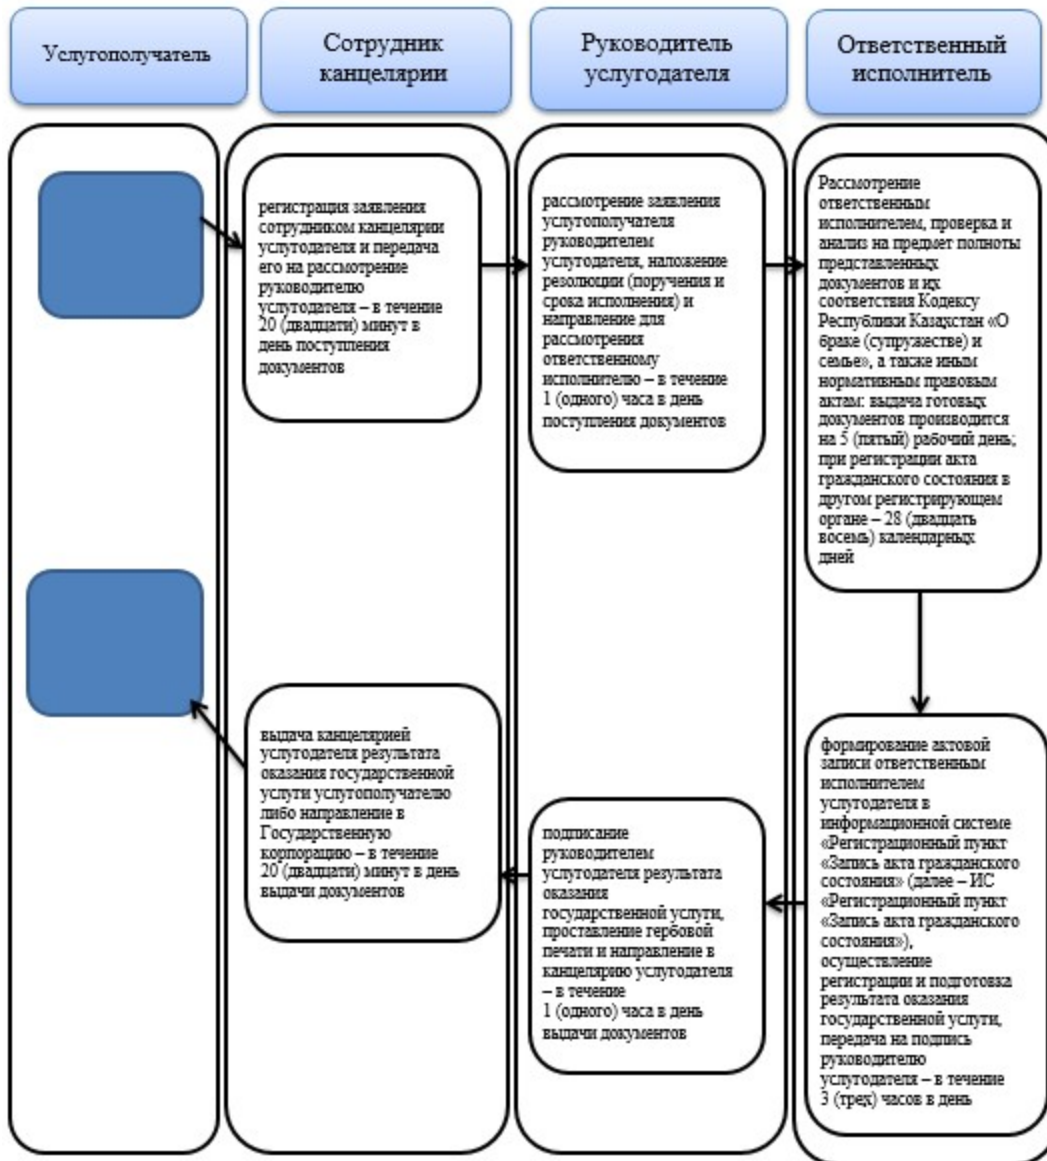 Услугополучатель
Сотрудник
канцелярии
Руководитель
услугодателя
Ответственный
исполнитель
регистрация заявления
сотрудником канцелярии
услугодателя и передача
его на рассмотрение
руководителю
услугодателя – в течение
20 (двадцати) минут в
день поступления
документов
рассмотрение заявления
услугополучателя
руководителем
услугодателя, наложение
резолюции (поручения и
срока исполнения) и
направление для
рассмотрения
ответственному
исполнителю – в течение
1 (одного) часа в день
поступления документов
Рассмотрение
ответственным
исполнителем, проверка и
анализ на предмет полноты
представленных
документов и их
соответствия Кодексу
Республики Казахстан «О
браке (супружестве) и
семье», а также иным
нормативным правовым
актам: выдача готовых
документов производится
на 5 (пятый) рабочий день;
при регистрации акта
гражданского состояния в
другом регистрирующем
органе – 28 (двадцать
восемь) календарных
дней
формирование актовой
записи ответственным
исполнителем
услугодателя в
информационной системе
«Регистрационный пункт
«Запись акта гражданского
состояния» (далее – ИС
«Регистрационный пункт
«Запись акта гражданского
состояния»),
осуществление
регистрации и подготовка
результата оказания
государственной услуги,
передача на подпись
руководителю
услугодателя – в течение
3 (трех) часов в день
подписание
руководителем
услугодателя результата
оказания
государственной услуги,
проставление гербовой
печати и направление в
канцелярию услугодателя
– в течение
1 (одного) часа в день
выдачи документов
выдача канцелярией
услугодателя результата
оказания государственной
услуги услугополучателю
либо направление в
Государственную
корпорацию – в течение
20 (двадцати) минут в день
выдачи документов